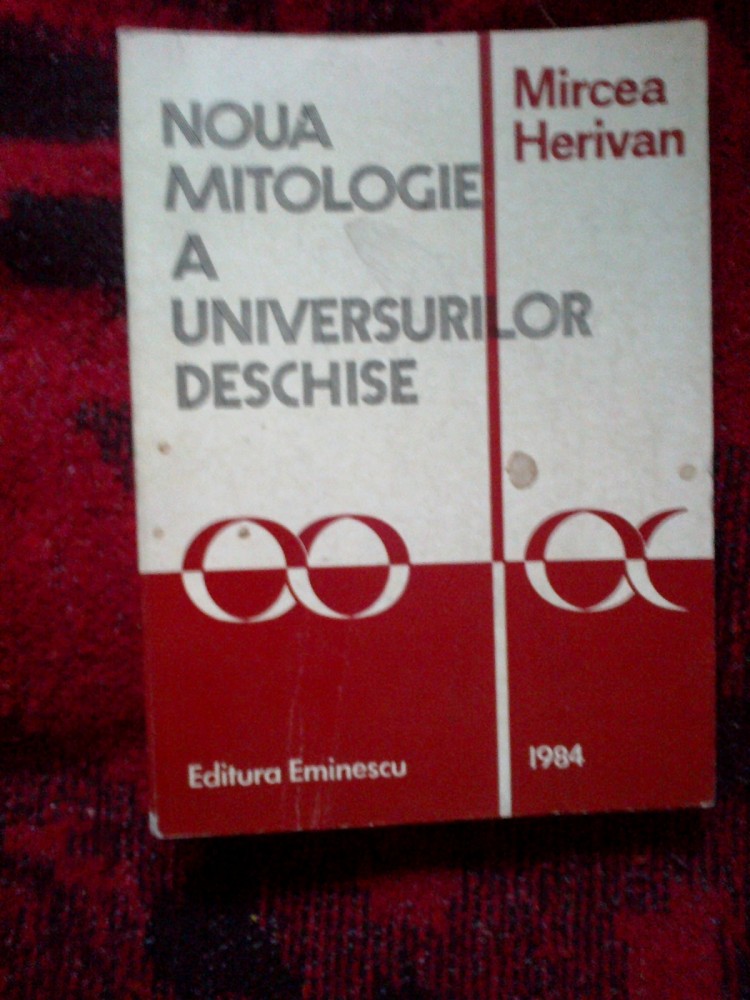 NOUA
MITOLOGIE
A
UNIVERSURILOR
DESCHISE
Mircea
Herivan
Editura Eminescu
1984